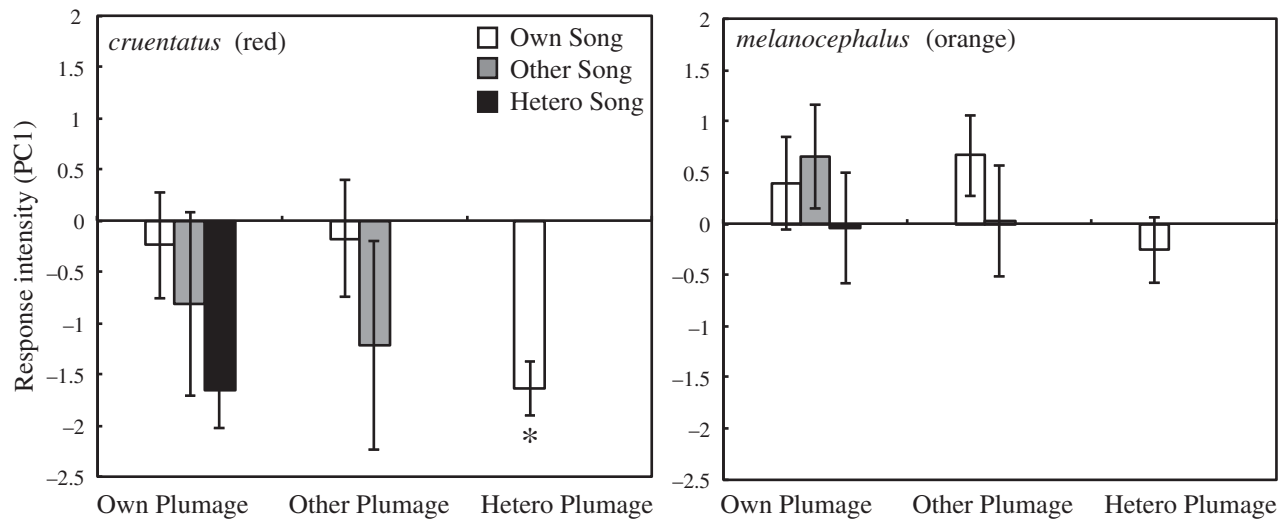 cruentatus (red)
Own Song
Other Song
Hetero Song
Response intensity (PC1)
2
1.5
1
0.5
0
–0.5
–1
–1.5
–2
–2.5
*
Own Plumage Other Plumage Hetero Plumage
melanocephalus (orange)
2
1.5
1
0.5
0
–0.5
–1
–1.5
–2
–2.5
Own Plumage Other Plumage Hetero Plumage